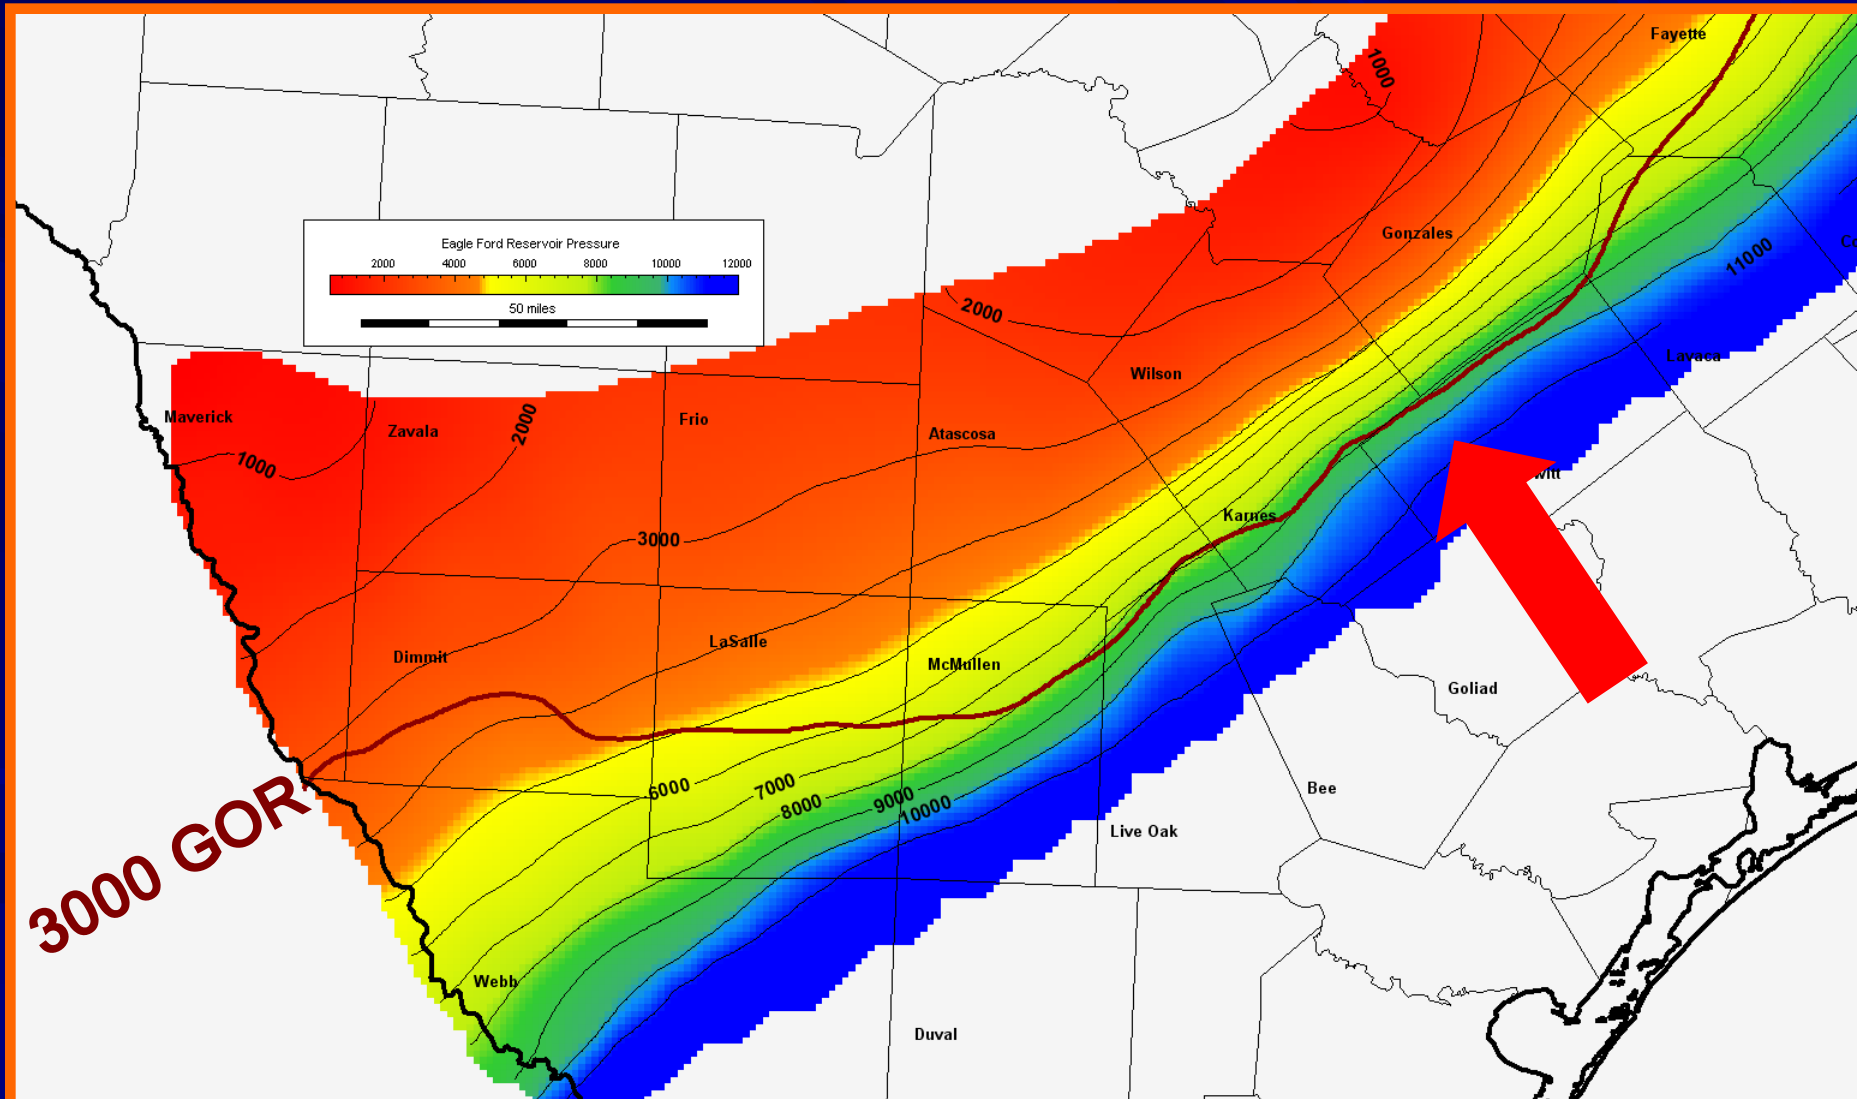 Fayette
1000
Gonzales
Co
11000
Eagle Ford Reservoir Pressure
2000 4000 6000 8000 10000 12000
50 miles
2000
Lavaca
Wilson
Maverick
Zavala
2000
Frio
Atascosa
1000
witt
Karnes
3000
Dimmit
LaSalle
McMullen
Goliad
6000
7000
8000
9000
10000
Bee
Live Oak
3000 GOR
Webb
Duval